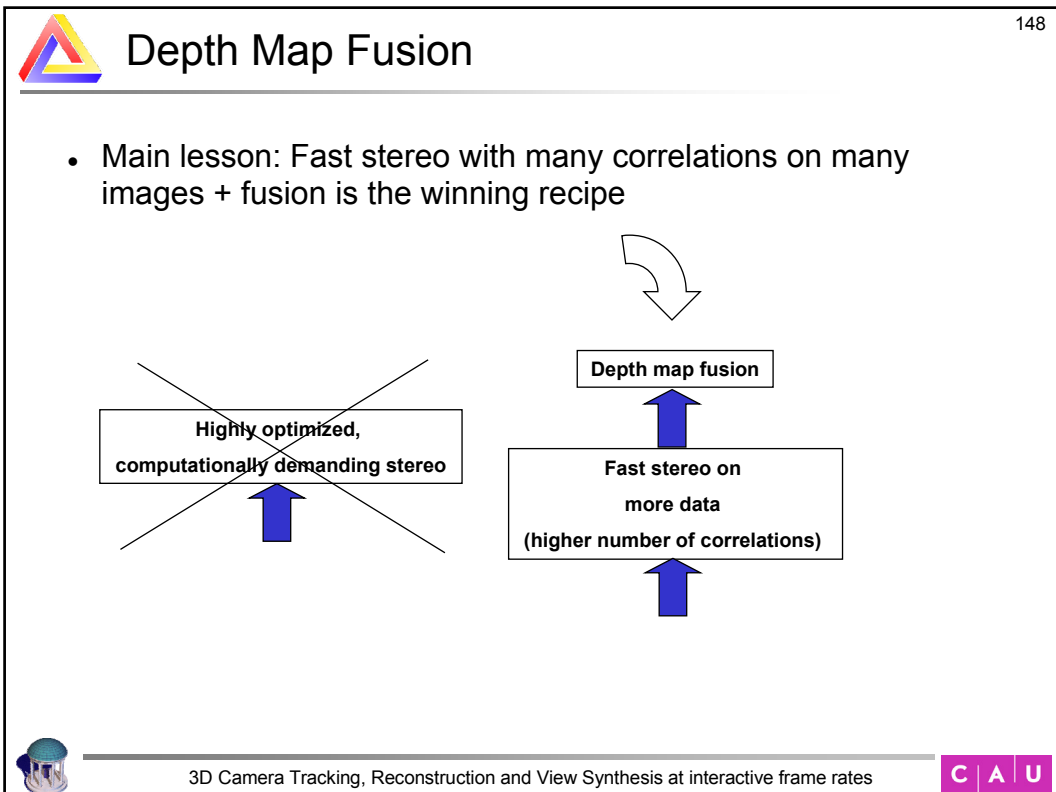 148
Depth Map Fusion
● Main lesson: Fast stereo with many correlations on many
images + fusion is the winning recipe
Highly optimized,
computationally demanding stereo
Depth map fusion
Fast stereo on
more data
(higher number of correlations)
3D Camera Tracking, Reconstruction and View Synthesis at interactive frame rates
C | A | U